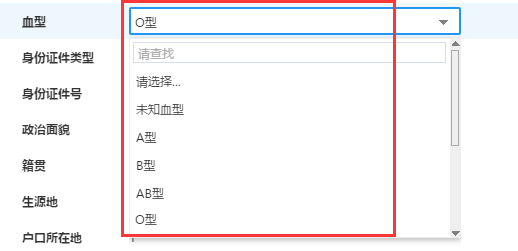 血型
O型
请查找
身份证件类型
请选择...
身份证件号
未知血型
政治面貌
A型
籍贯
B型
生源地
AB型
O型
户口所在地